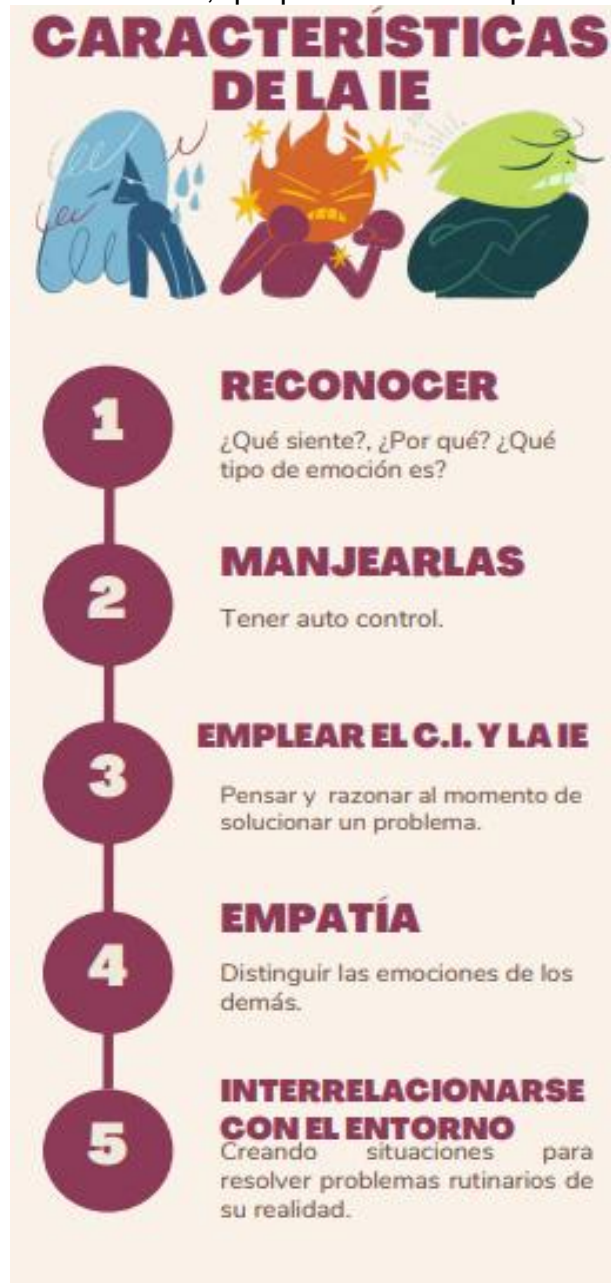 CARACTERÍSTICAS
DE LA IE
1
RECONOCER
¿Qué siente?, ¿Por qué? ¿Qué
tipo de emoción es?
2
MANJEARLAS
Tener auto control.
3
EMPLEAR EL C.I. Y LA IE
Pensar y razonar al momento de
solucionar un problema.
4
EMPATÍA
Distinguir las emociones de los
demás.
5
INTERRELACIONARSE
CON EL ENTORNO
Creando situaciones para
resolver problemas rutinarios de
su realidad.